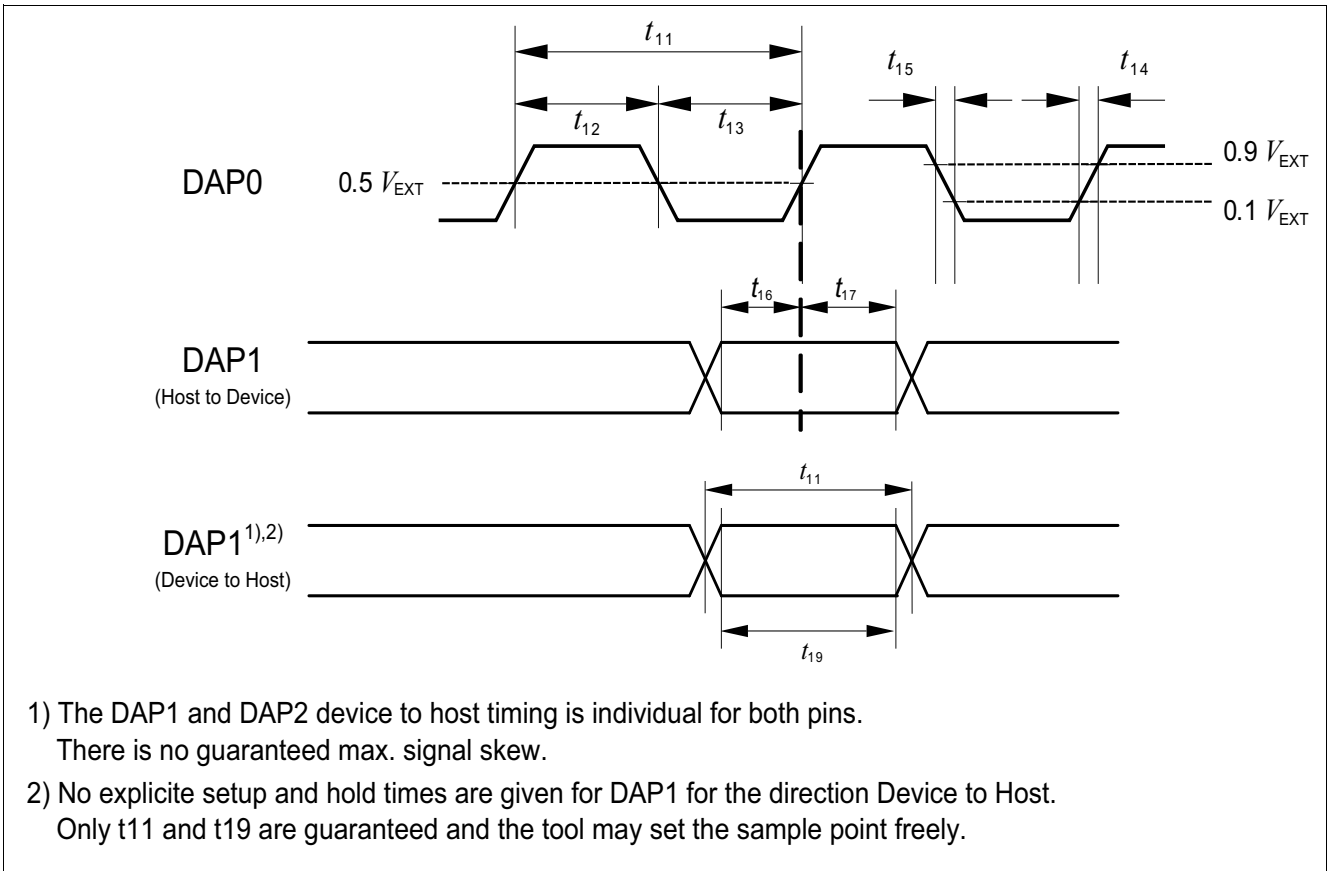 t11
t15
t14
t12
t13
DAP0
0.5 VEXT
0.9 VEXT
0.1 VEXT
t16
t17
DAP1
(Host to Device)
t11
DAP1 1),2)
(Device to Host)
t19
1) The DAP1 and DAP2 device to host timing is individual for both pins.
There is no guaranteed max. signal skew.
2) No explicite setup and hold times are given for DAP1 for the direction Device to Host.
Only t11 and t19 are guaranteed and the tool may set the sample point freely.